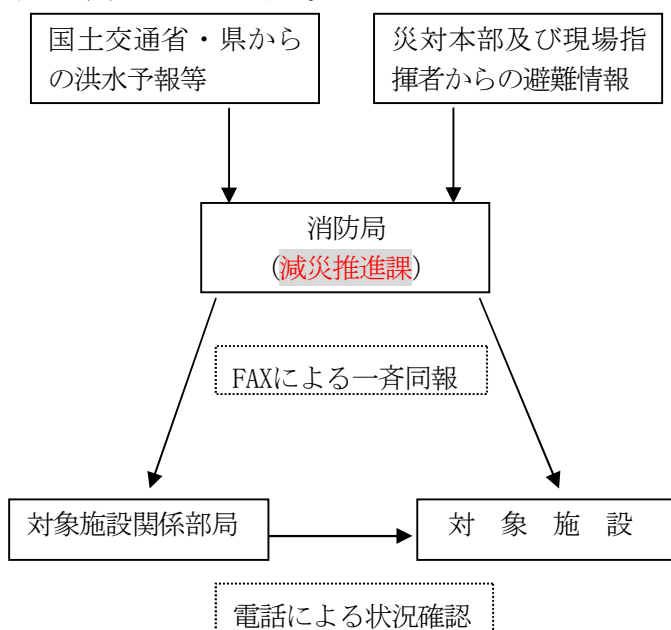 国土交通省・県から
の洪水予報等
災対本部及び現場指
揮者からの避難情報
消防局
(減災推進課)
FAXによる一斉同報
対象施設関係部局
対　象　施　設
電話による状況確認